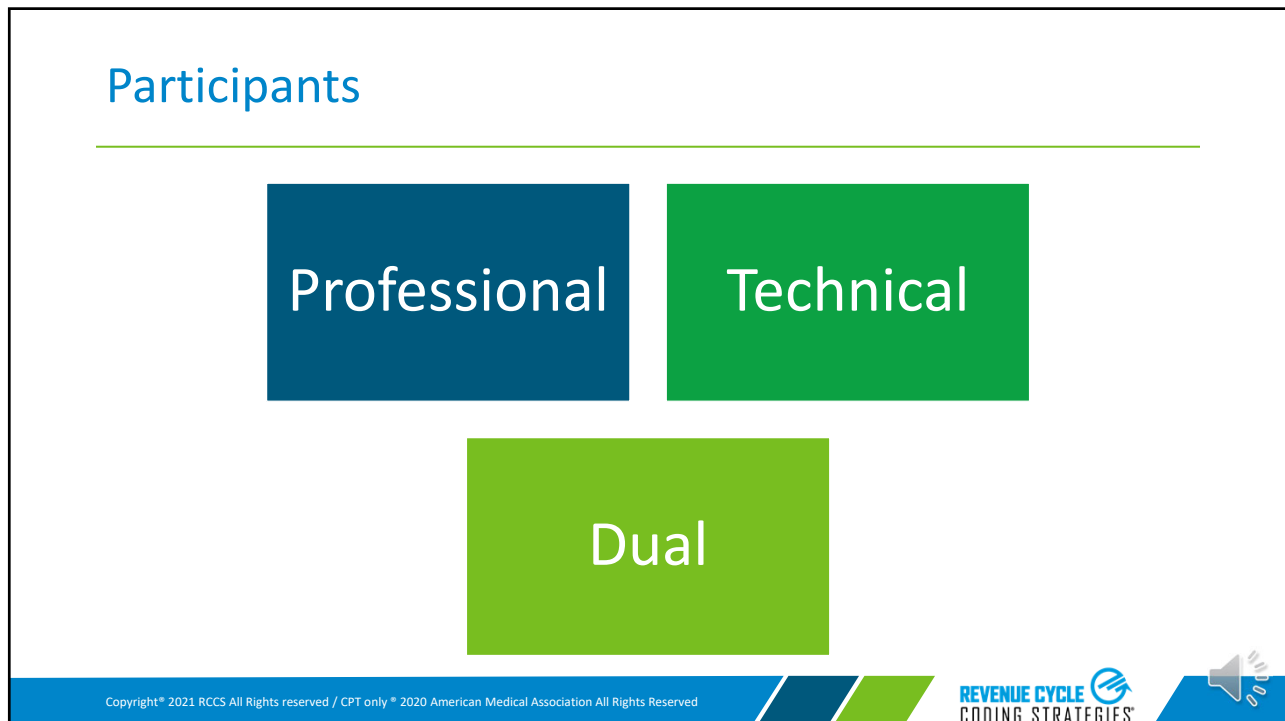 Participants
Professional
Technical
Dual
Copyright® 2021 RCCS All Rights reserved / CPT only ® 2020 American Medical Association All Rights Reserved
REVENUE CYCLE
CODING STRATEGIES®